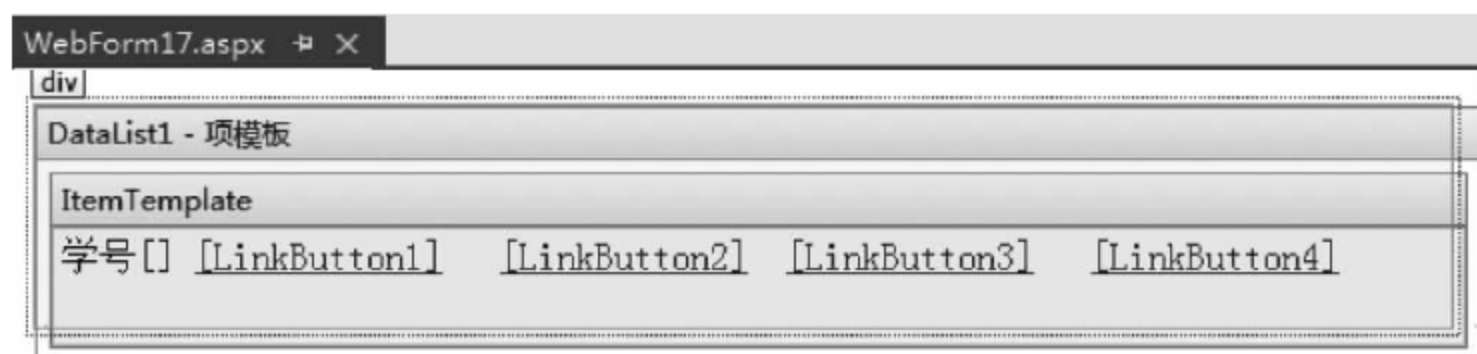 WebForm17.aspx
div
DataList1 - 项模板
ItemTemplate
学号[] [LinkButton1] [LinkButton2] [LinkButton3] [LinkButton4]